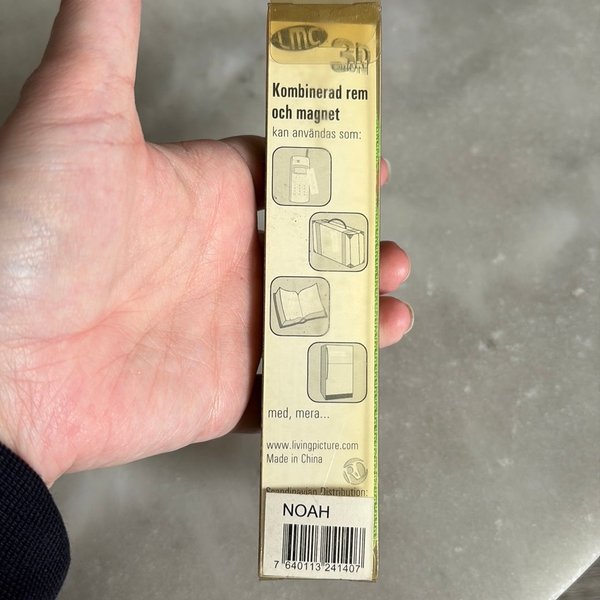 LMC
3D
Kombinerad rem
och magnet
kan användas som:
med, mera...
www.livingpicture.com
Made in China
Scandinavian Distribution:
NOAH
7 640113 241407